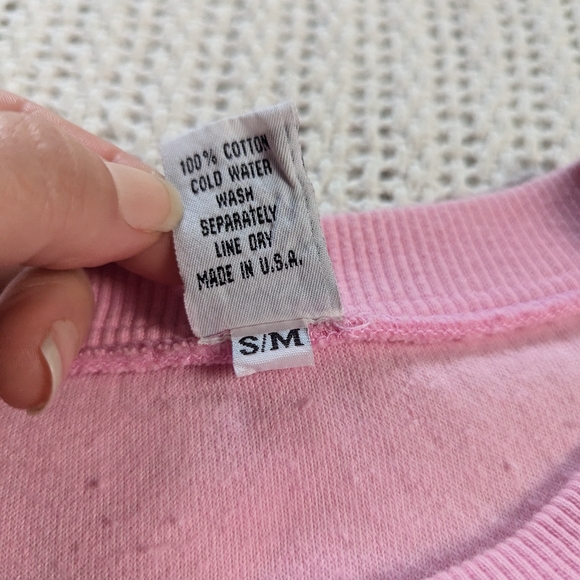 100% COTTON
COLD WATER
WASH
SEPARATELY
LINE DRY
MADE IN U.S.A.
S/M